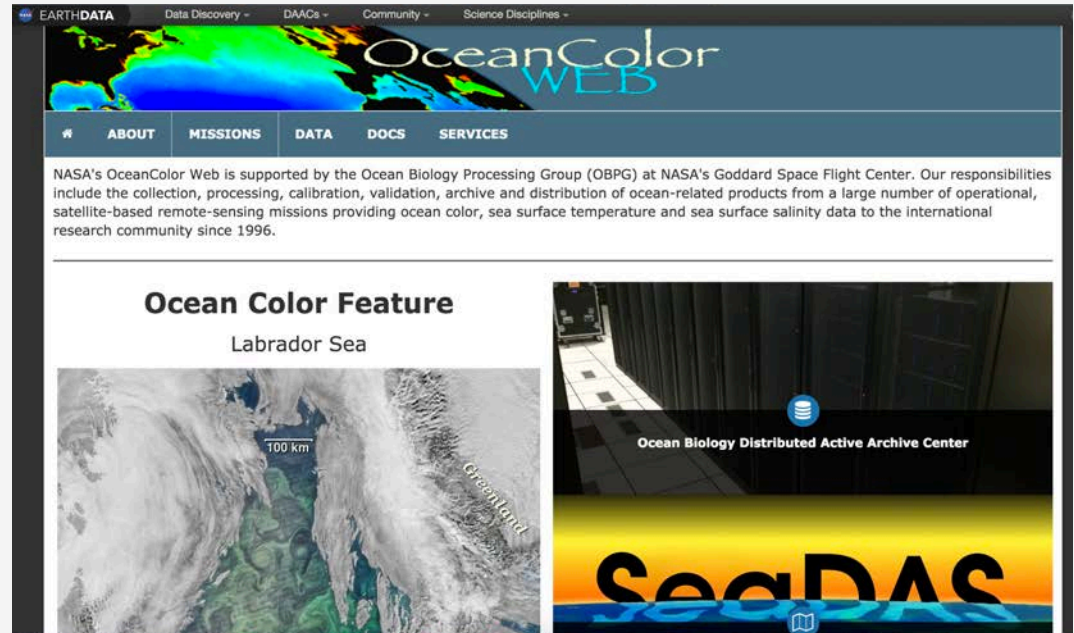 EARTHDATA
Data Discovery
DAACs
Community
Science Disciplines
OceanColor
WEB
ABOUT
MISSIONS
DATA
DOCS
SERVICES
NASA's OceanColor Web is supported by the Ocean Biology Processing Group (OBPG) at NASA's Goddard Space Flight Center. Our responsibilities
include the collection, processing, calibration, validation, archive and distribution of ocean-related products from a large number of operational,
satellite-based remote-sensing missions providing ocean color, sea surface temperature and sea surface salinity data to the international
research community since 1996.
Ocean Color Feature
Labrador Sea
100 km
Greenland
Ocean Biology Distributed Active Archive Center
SeaDAS